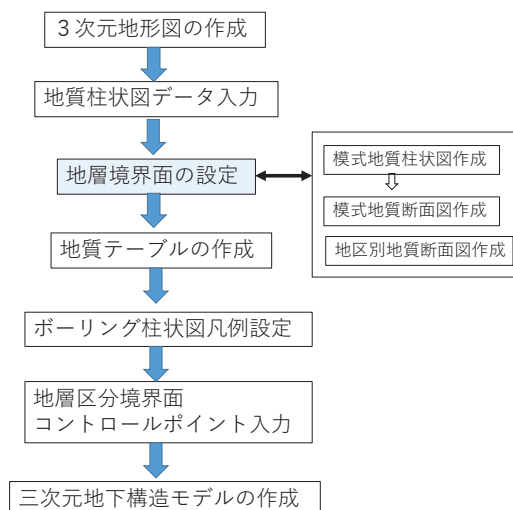 ３次元地形図の作成
地質柱状図データ入力
地層境界面の設定
模式地質柱状図作成
模式地質断面図作成
地区別地質断面図作成
地質テーブルの作成
ボーリング柱状図凡例設定
地層区分境界面
コントロールポイント入力
三次元地下構造モデルの作成